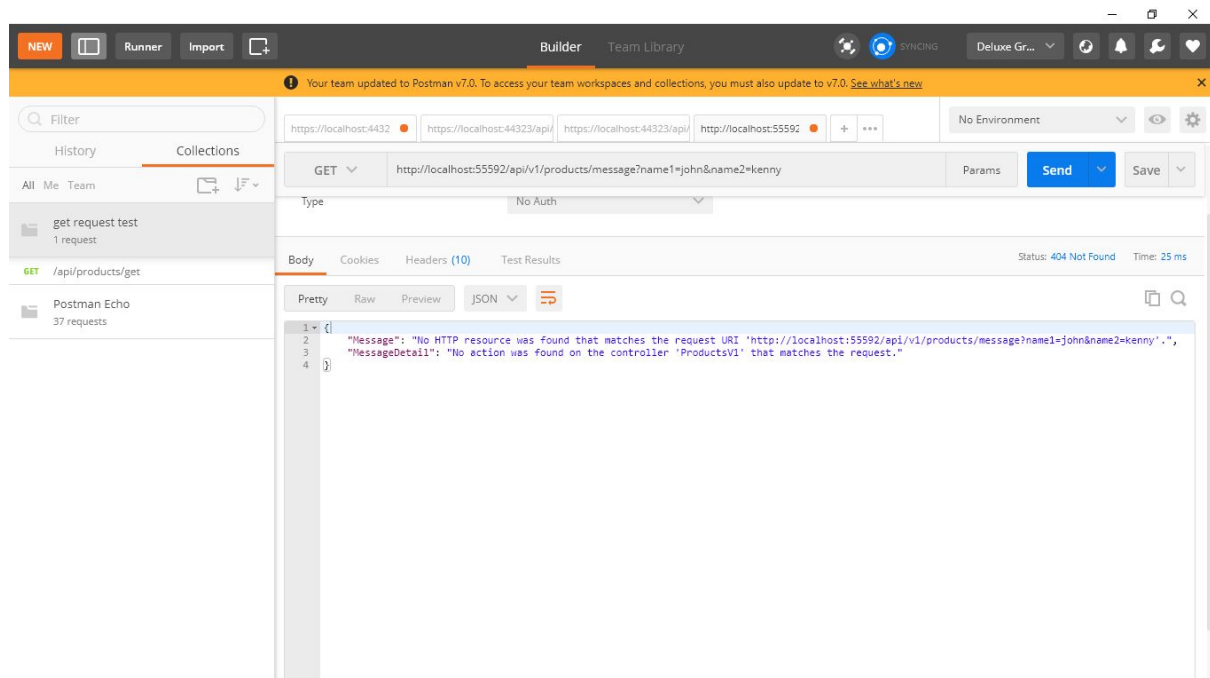 NEW Runner Import Builder Team Library SYNCING Deluxe Gr...
Your team updated to Postman v7.0. To access your team workspaces and collections, you must also update to v7.0. See what's new
Filter
History Collections
All Me Team
get request test
1 request
GET /api/products/get
Postman Echo
37 requests
https://localhost:4432 https://localhost:44323/api/ https://localhost:44323/api/ http://localhost:55592 + ••• No Environment
GET http://localhost:55592/api/v1/products/message?name1=john&name2=kenny Params Send Save
Type No Auth
Body Cookies Headers (10) Test Results Status: 404 Not Found Time: 25 ms
Pretty Raw Preview JSON
1 {
2 "Message": "No HTTP resource was found that matches the request URI 'http://localhost:55592/api/v1/products/message?name1=john&name2=kenny'.",
3 "MessageDetail": "No action was found on the controller 'ProductsV1' that matches the request."
4 }